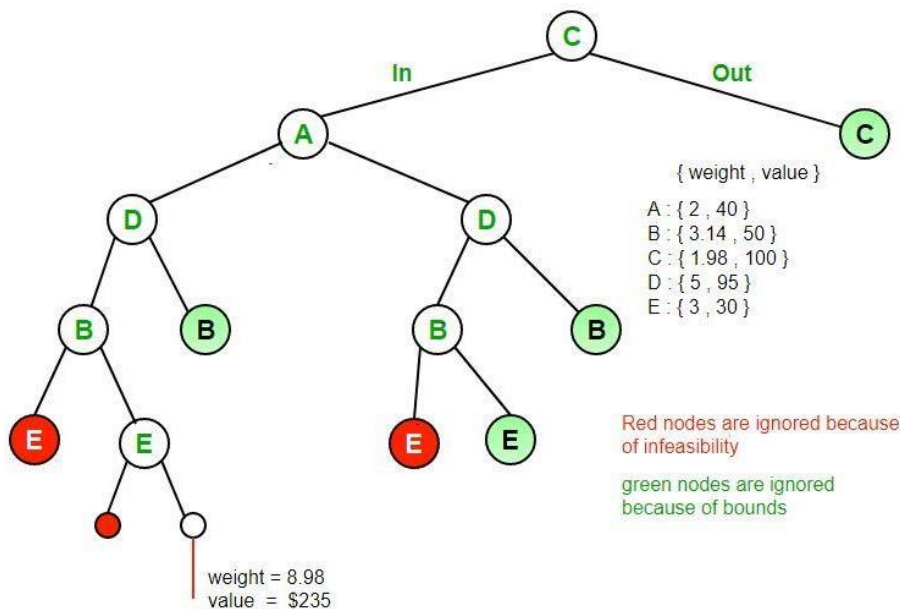 C
In
Out
A
C
{ weight , value }
D
D
A : { 2 , 40 }
B : { 3.14 , 50 }
C : { 1.98 , 100 }
D : { 5 , 95 }
E : { 3 , 30 }
B
B
B
B
E
E
E
E
Red nodes are ignored because
of infeasibility
green nodes are ignored
because of bounds
weight = 8.98
value = $235